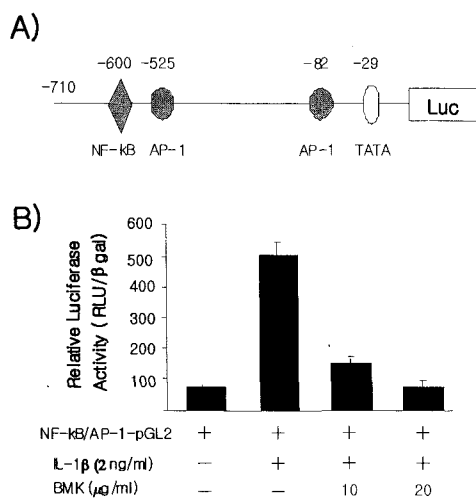 A)
-600 -525 -82 -29
-710
Luc
NF-kB AP-1 AP-1 TATA
B)
Relative Luciferase
Activity (RLU/β gal)
600
500
400
300
200
100
NF-kB/AP-1-pGL2 + + + +
IL-1β (2 ng/ml) − + + +
BMK (μg/ml) − − 10 20